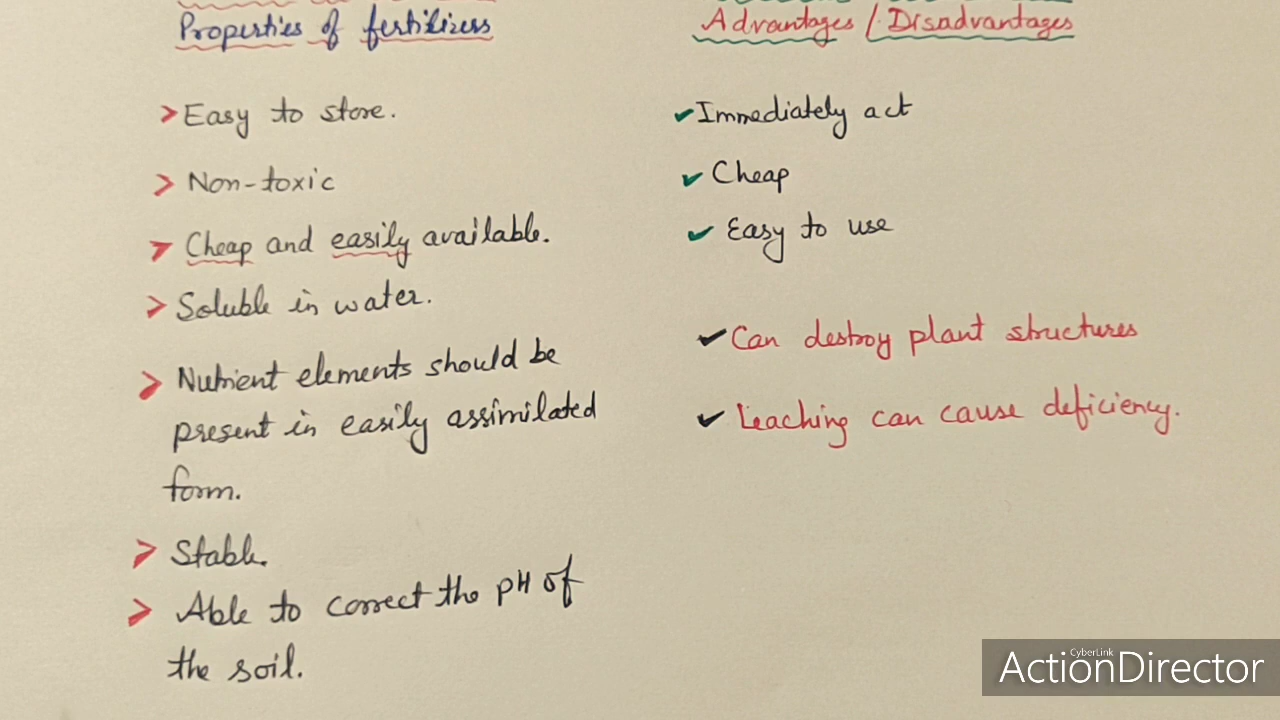 Properties of fertilizers
Easy to store.
Non-toxic
Cheap and easily available.
Soluble in water.
Nutrient elements should be
present in easily assimilated
form.
Stable.
Able to correct the pH of
the soil.
Advantages / Disadvantages
Immediately act
Cheap
Easy to use
Can destroy plant structures
Leaching can cause deficiency.
CyberLink
ActionDirector